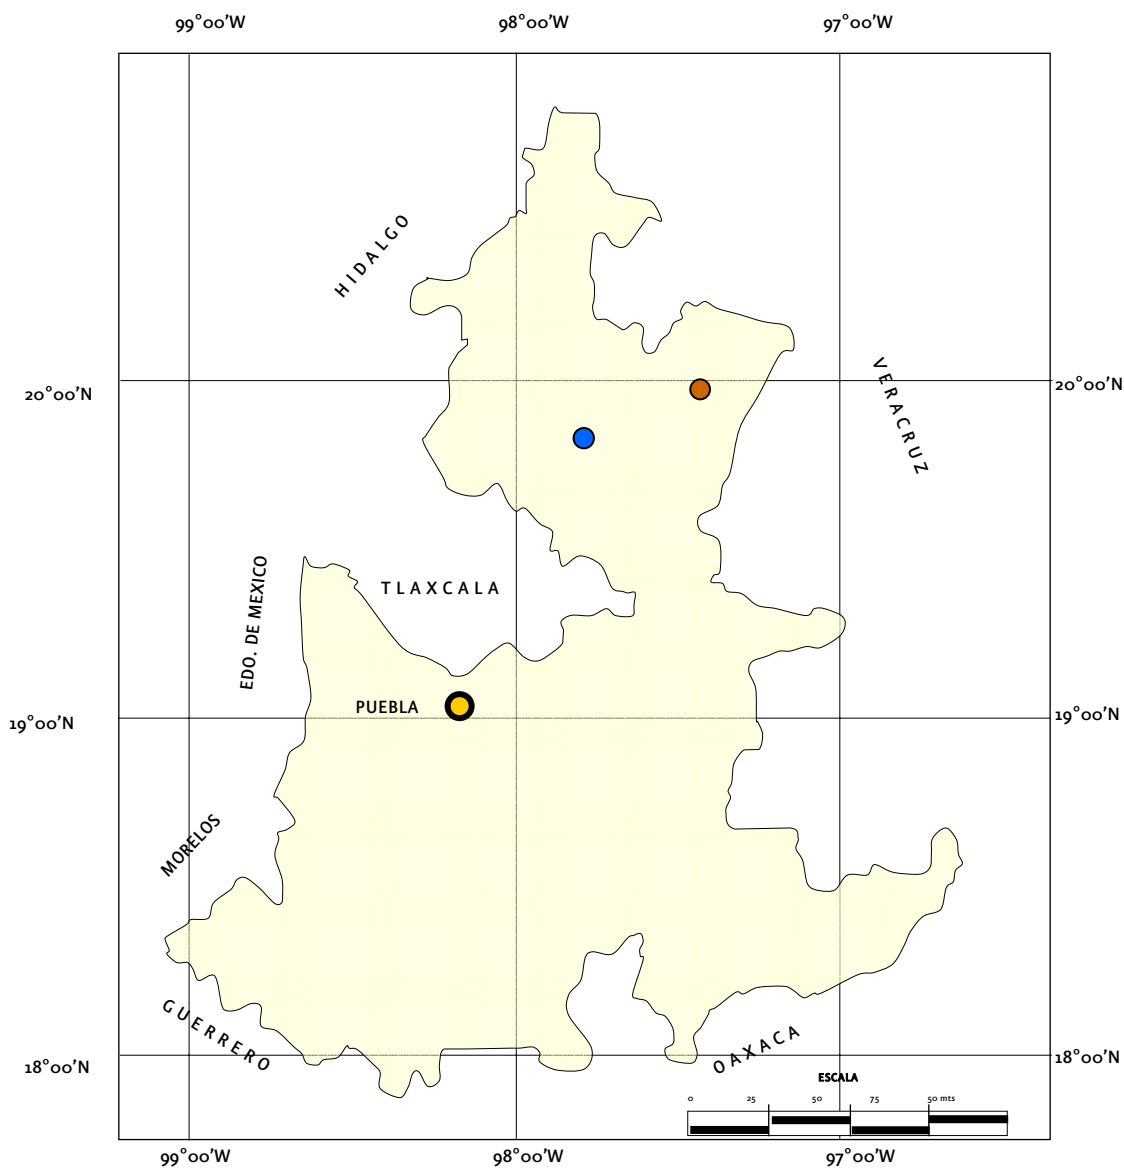 99°00'W 98°00'W 97°00'W
HIDALGO
VERACRUZ
20°00'N 20°00'N
EDO. DE MEXICO
TLAXCALA
PUEBLA
19°00'N 19°00'N
MORELOS
GUERRERO
OAXACA
18°00'N 18°00'N
ESCALA
0 25 50 75 50 mts
99°00'W 98°00'W 97°00'W